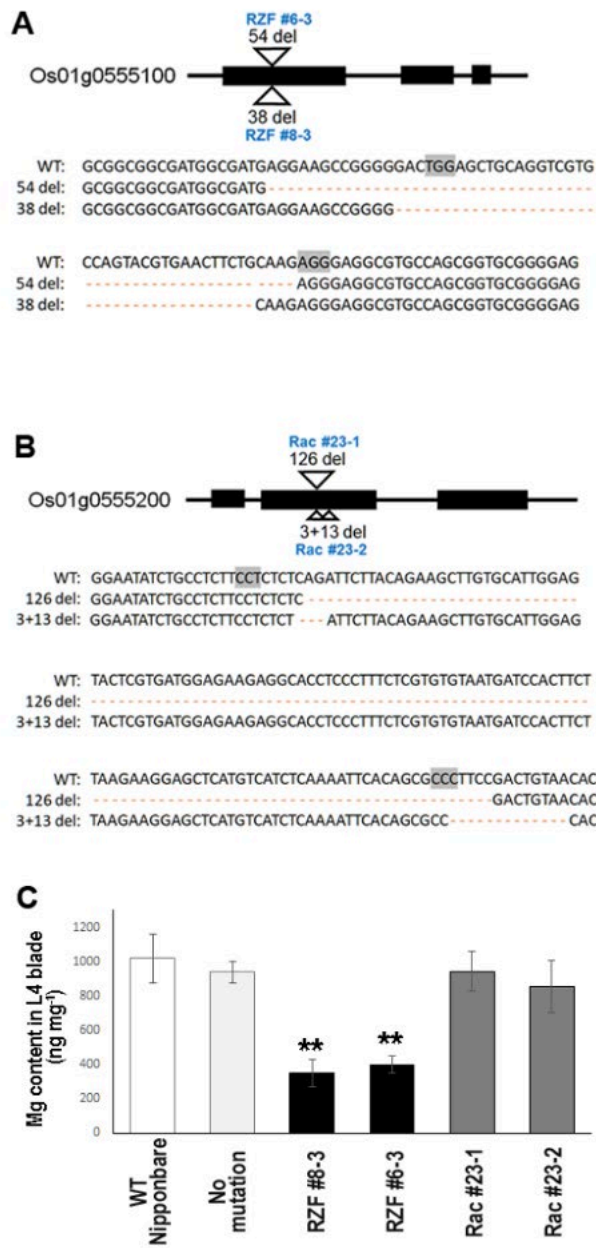 A
RZF #6-3
54 del
Os01g0555100
38 del
RZF #8-3
WT: GCGGCGGCGATGGCGATGAGGAAGCCGGGGGACTGGAGCTGCAGGTCGTG
54 del: GCGGCGGCGATGGCGATG--------------------------------
38 del: GCGGCGGCGATGGCGATGAGGAAGCCGGGG--------------------
WT: CCAGTACGTGAACTTCTGCAAGAGGGAGGCGTGCCAGCGGTGCGGGGAG
54 del: ----------------------AGGGAGGCGTGCCAGCGGTGCGGGGAG
38 del: ------------------CAAGAGGGAGGCGTGCCAGCGGTGCGGGGAG
B
Rac #23-1
126 del
Os01g0555200
3+13 del
Rac #23-2
WT: GGAATATCTGCCTCTTCCTCTCTCAGATTCTTACAGAAGCTTGTGCATTGGAG
126 del: GGAATATCTGCCTCTTCCTCTCTC-----------------------------
3+13 del: GGAATATCTGCCTCTTCCTCTCT---ATTCTTACAGAAGCTTGTGCATTGGAG
WT: TACTCGTGATGGAGAAGAGGCACCTCCCTTTCTCGTGTGTAATGATCCACTTCT
126 del: ------------------------------------------------------
3+13 del: TACTCGTGATGGAGAAGAGGCACCTCCCTTTCTCGTGTGTAATGATCCACTTCT
WT: TAAGAAGGAGCTCATGTCATCTCAAAATTCACAGCGCCCTTCCGACTGTAACAC
126 del: -------------------------------------------GACTGTAACAC
3+13 del: TAAGAAGGAGCTCATGTCATCTCAAAATTCACAGCGCC-------------CAC
C
Mg content in L4 blade
(ng mg⁻¹)
1200
1000
800
600
400
200
0
** **
WT Nipponbare
No mutation
RZF #8-3
RZF #6-3
Rac #23-1
Rac #23-2